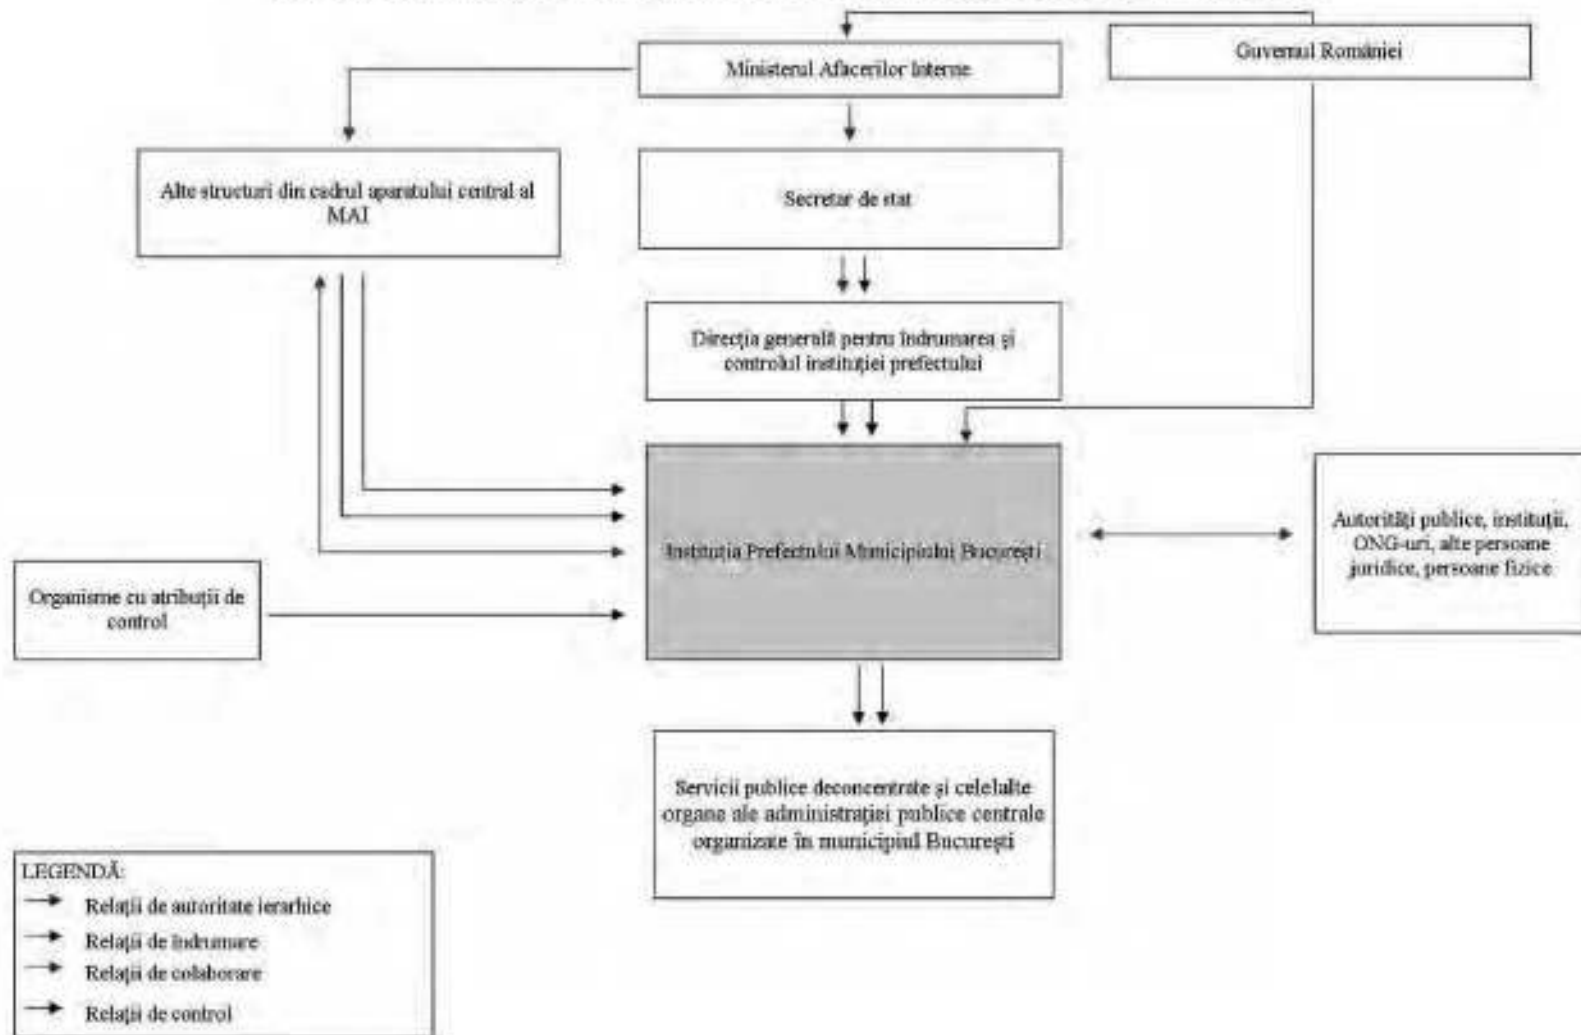 Guvernul României
Ministerul Afacerilor Interne
Alte structuri din cadrul aparatului central al
MAI
Secretar de stat
Direcția generală pentru îndrumarea și
controlul instituției prefectului
Instituția Prefectului Municipiului București
Autorități publice, instituții,
ONG-uri, alte persoane
juridice, persoane fizice
Organisme cu atribuții de
control
Servicii publice deconcentrate și celelalte
organe ale administrației publice centrale
organizate în municipiul București
LEGENDĂ:
Relații de autoritate ierarhice
Relații de îndrumare
Relații de colaborare
Relații de control